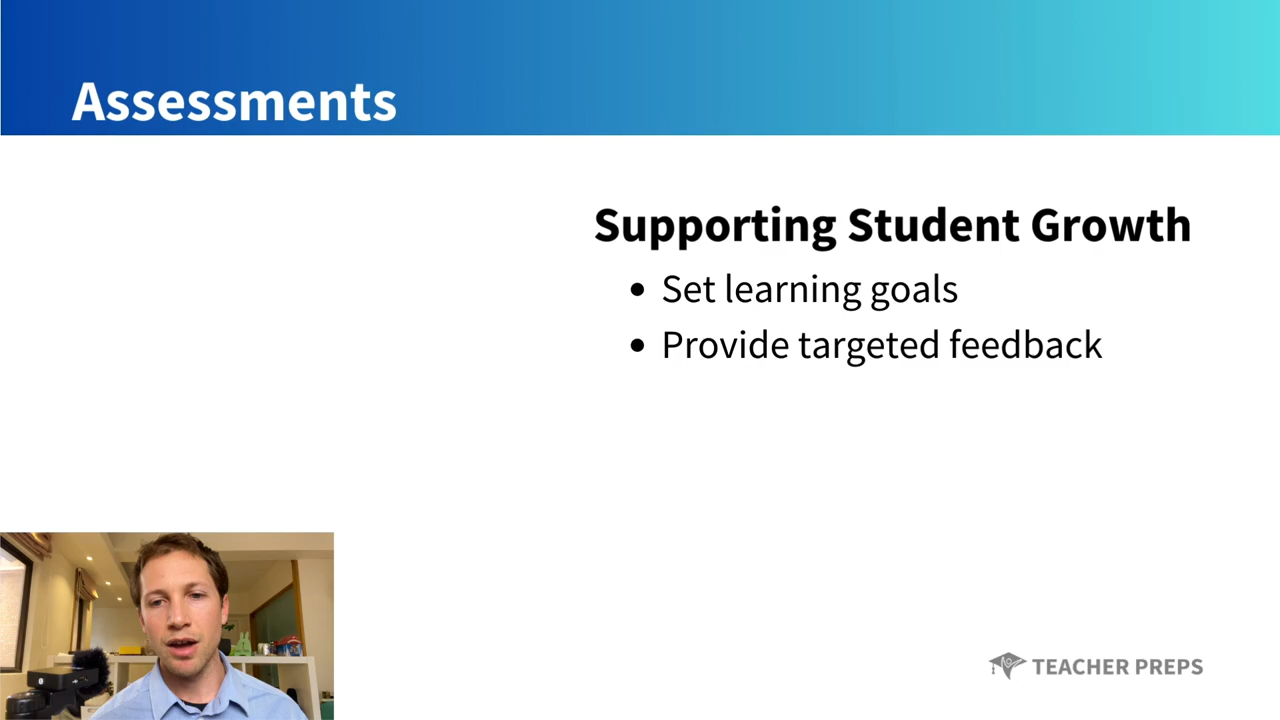 Assessments
Supporting Student Growth
• Set learning goals
• Provide targeted feedback
TEACHER PREPS